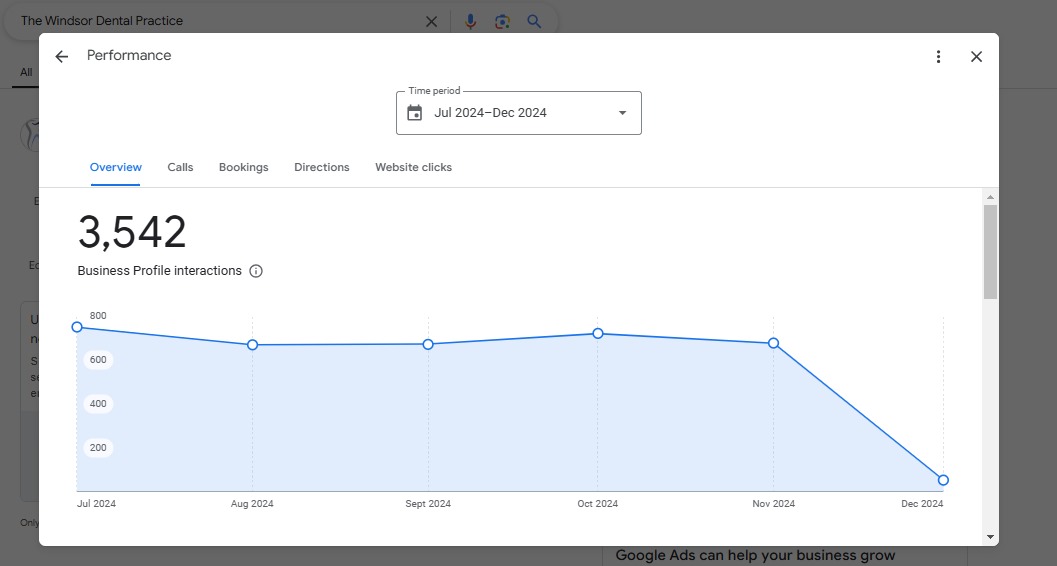 The Windsor Dental Practice
All
Performance
Time period
Jul 2024–Dec 2024
Overview Calls Bookings Directions Website clicks
3,542
Business Profile interactions
800
600
400
200
Jul 2024 Aug 2024 Sept 2024 Oct 2024 Nov 2024 Dec 2024
Only
Google Ads can help your business grow